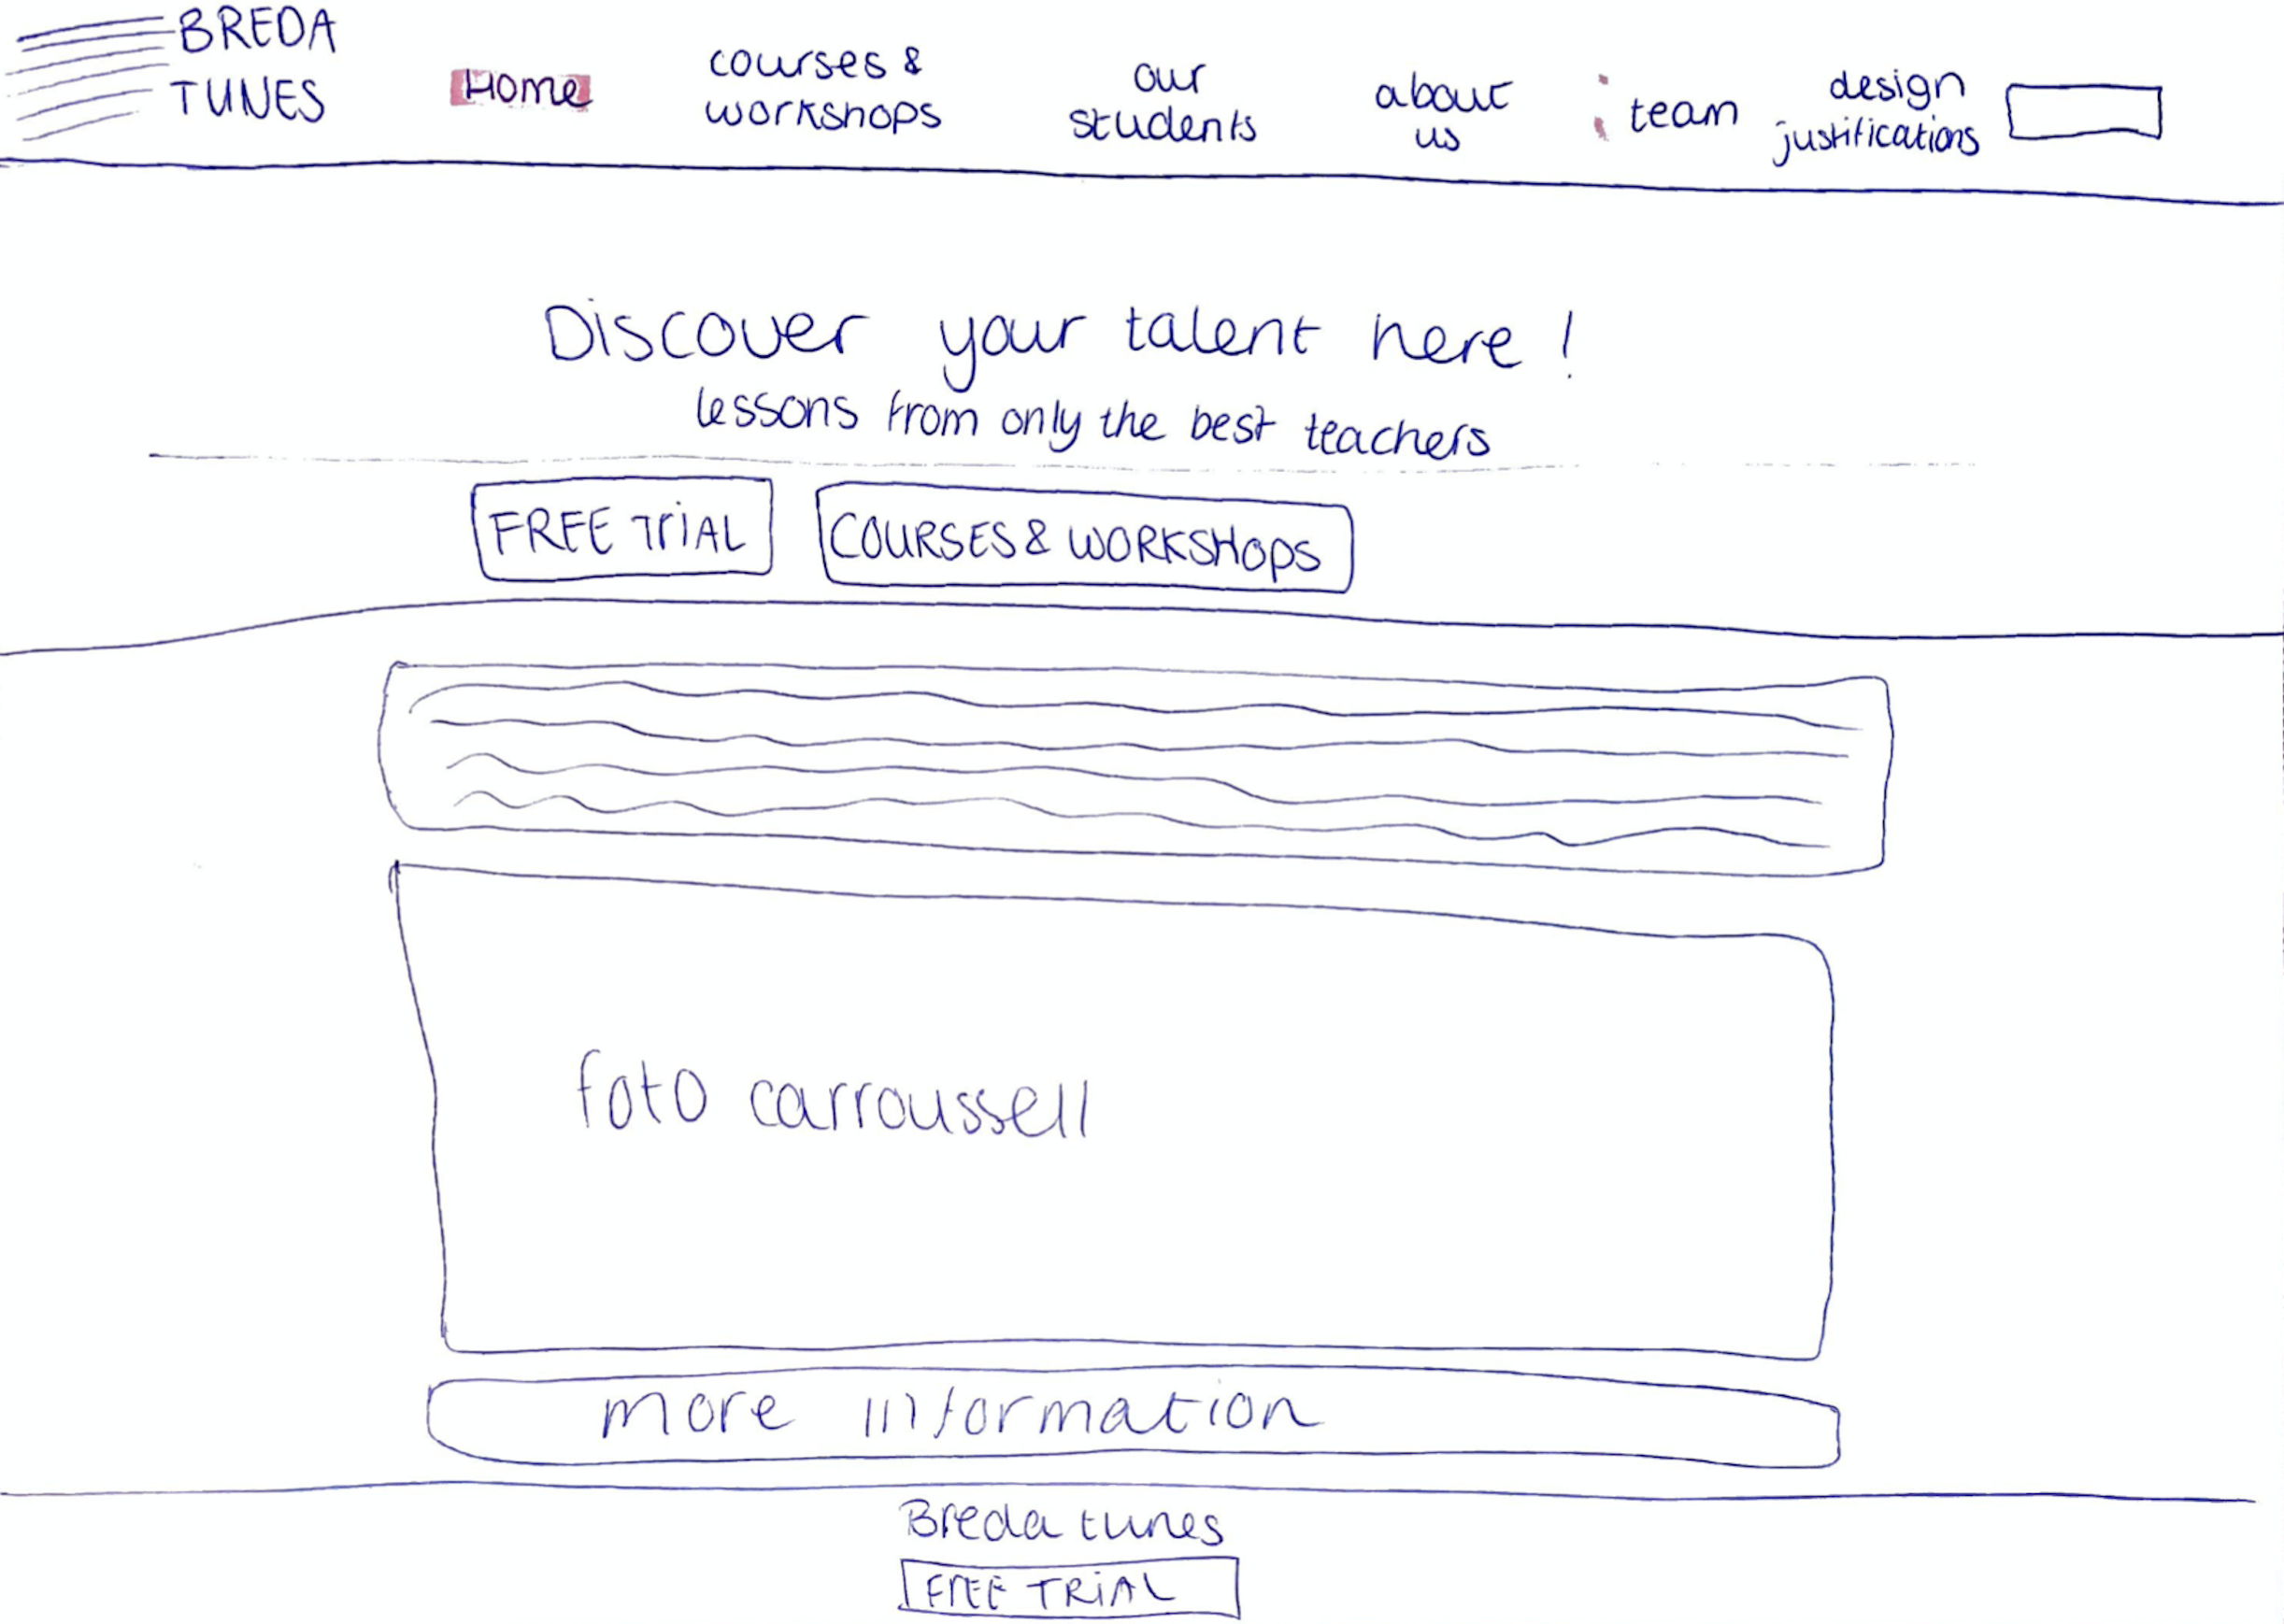 BREDA
TUNES
Home
courses &
workshops
our
students
about
us
team
design
justifications
Discover your talent here !
lessons from only the best teachers
FREE TRiAL
COURSES & WORKSHOPS
foto carroussell
more information
Breda tunes
FREE TRiAL